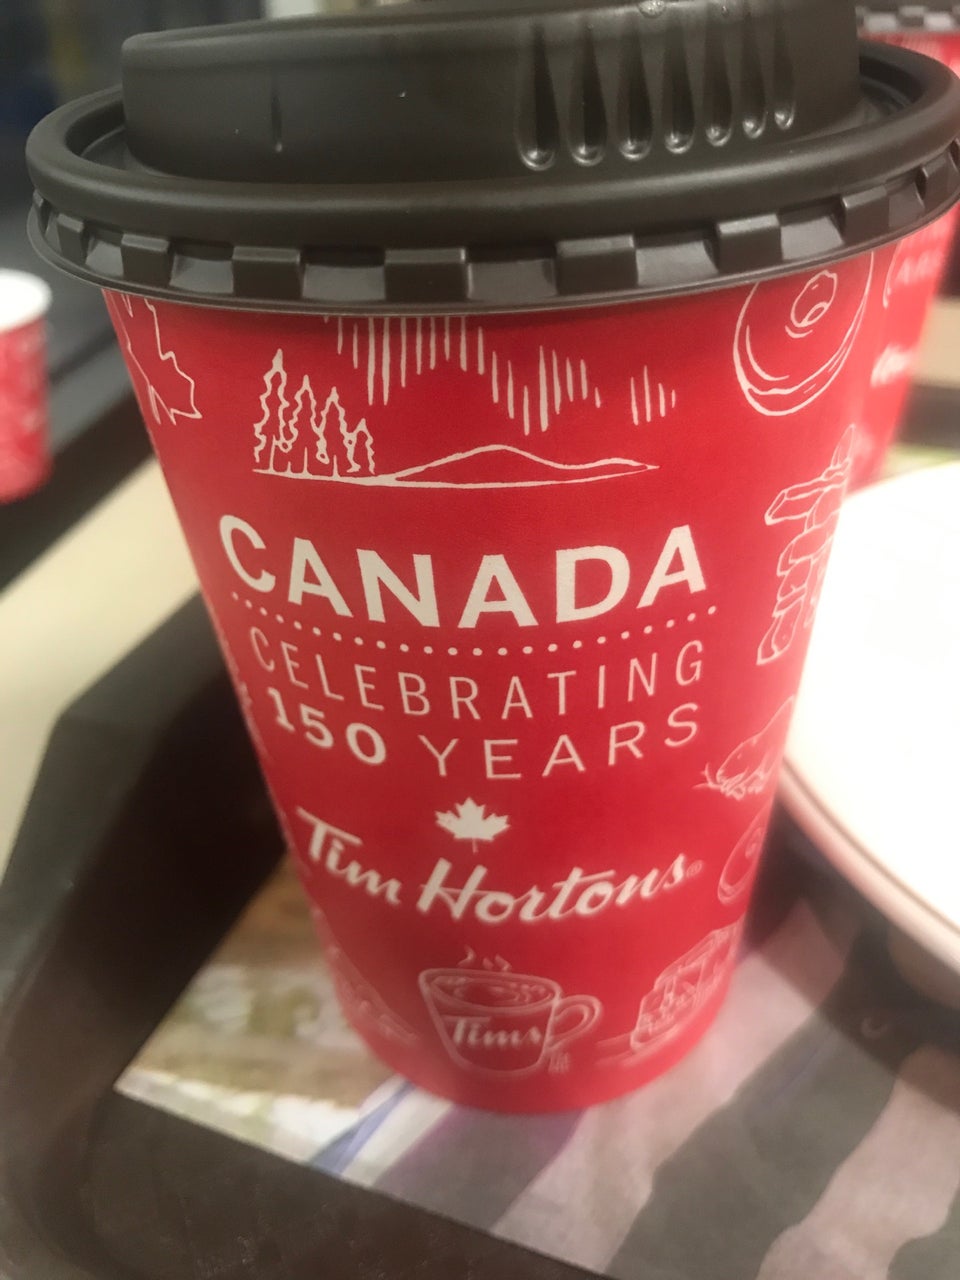 CANADA
CELEBRATING
150 YEARS
Tim Hortons®
Tims